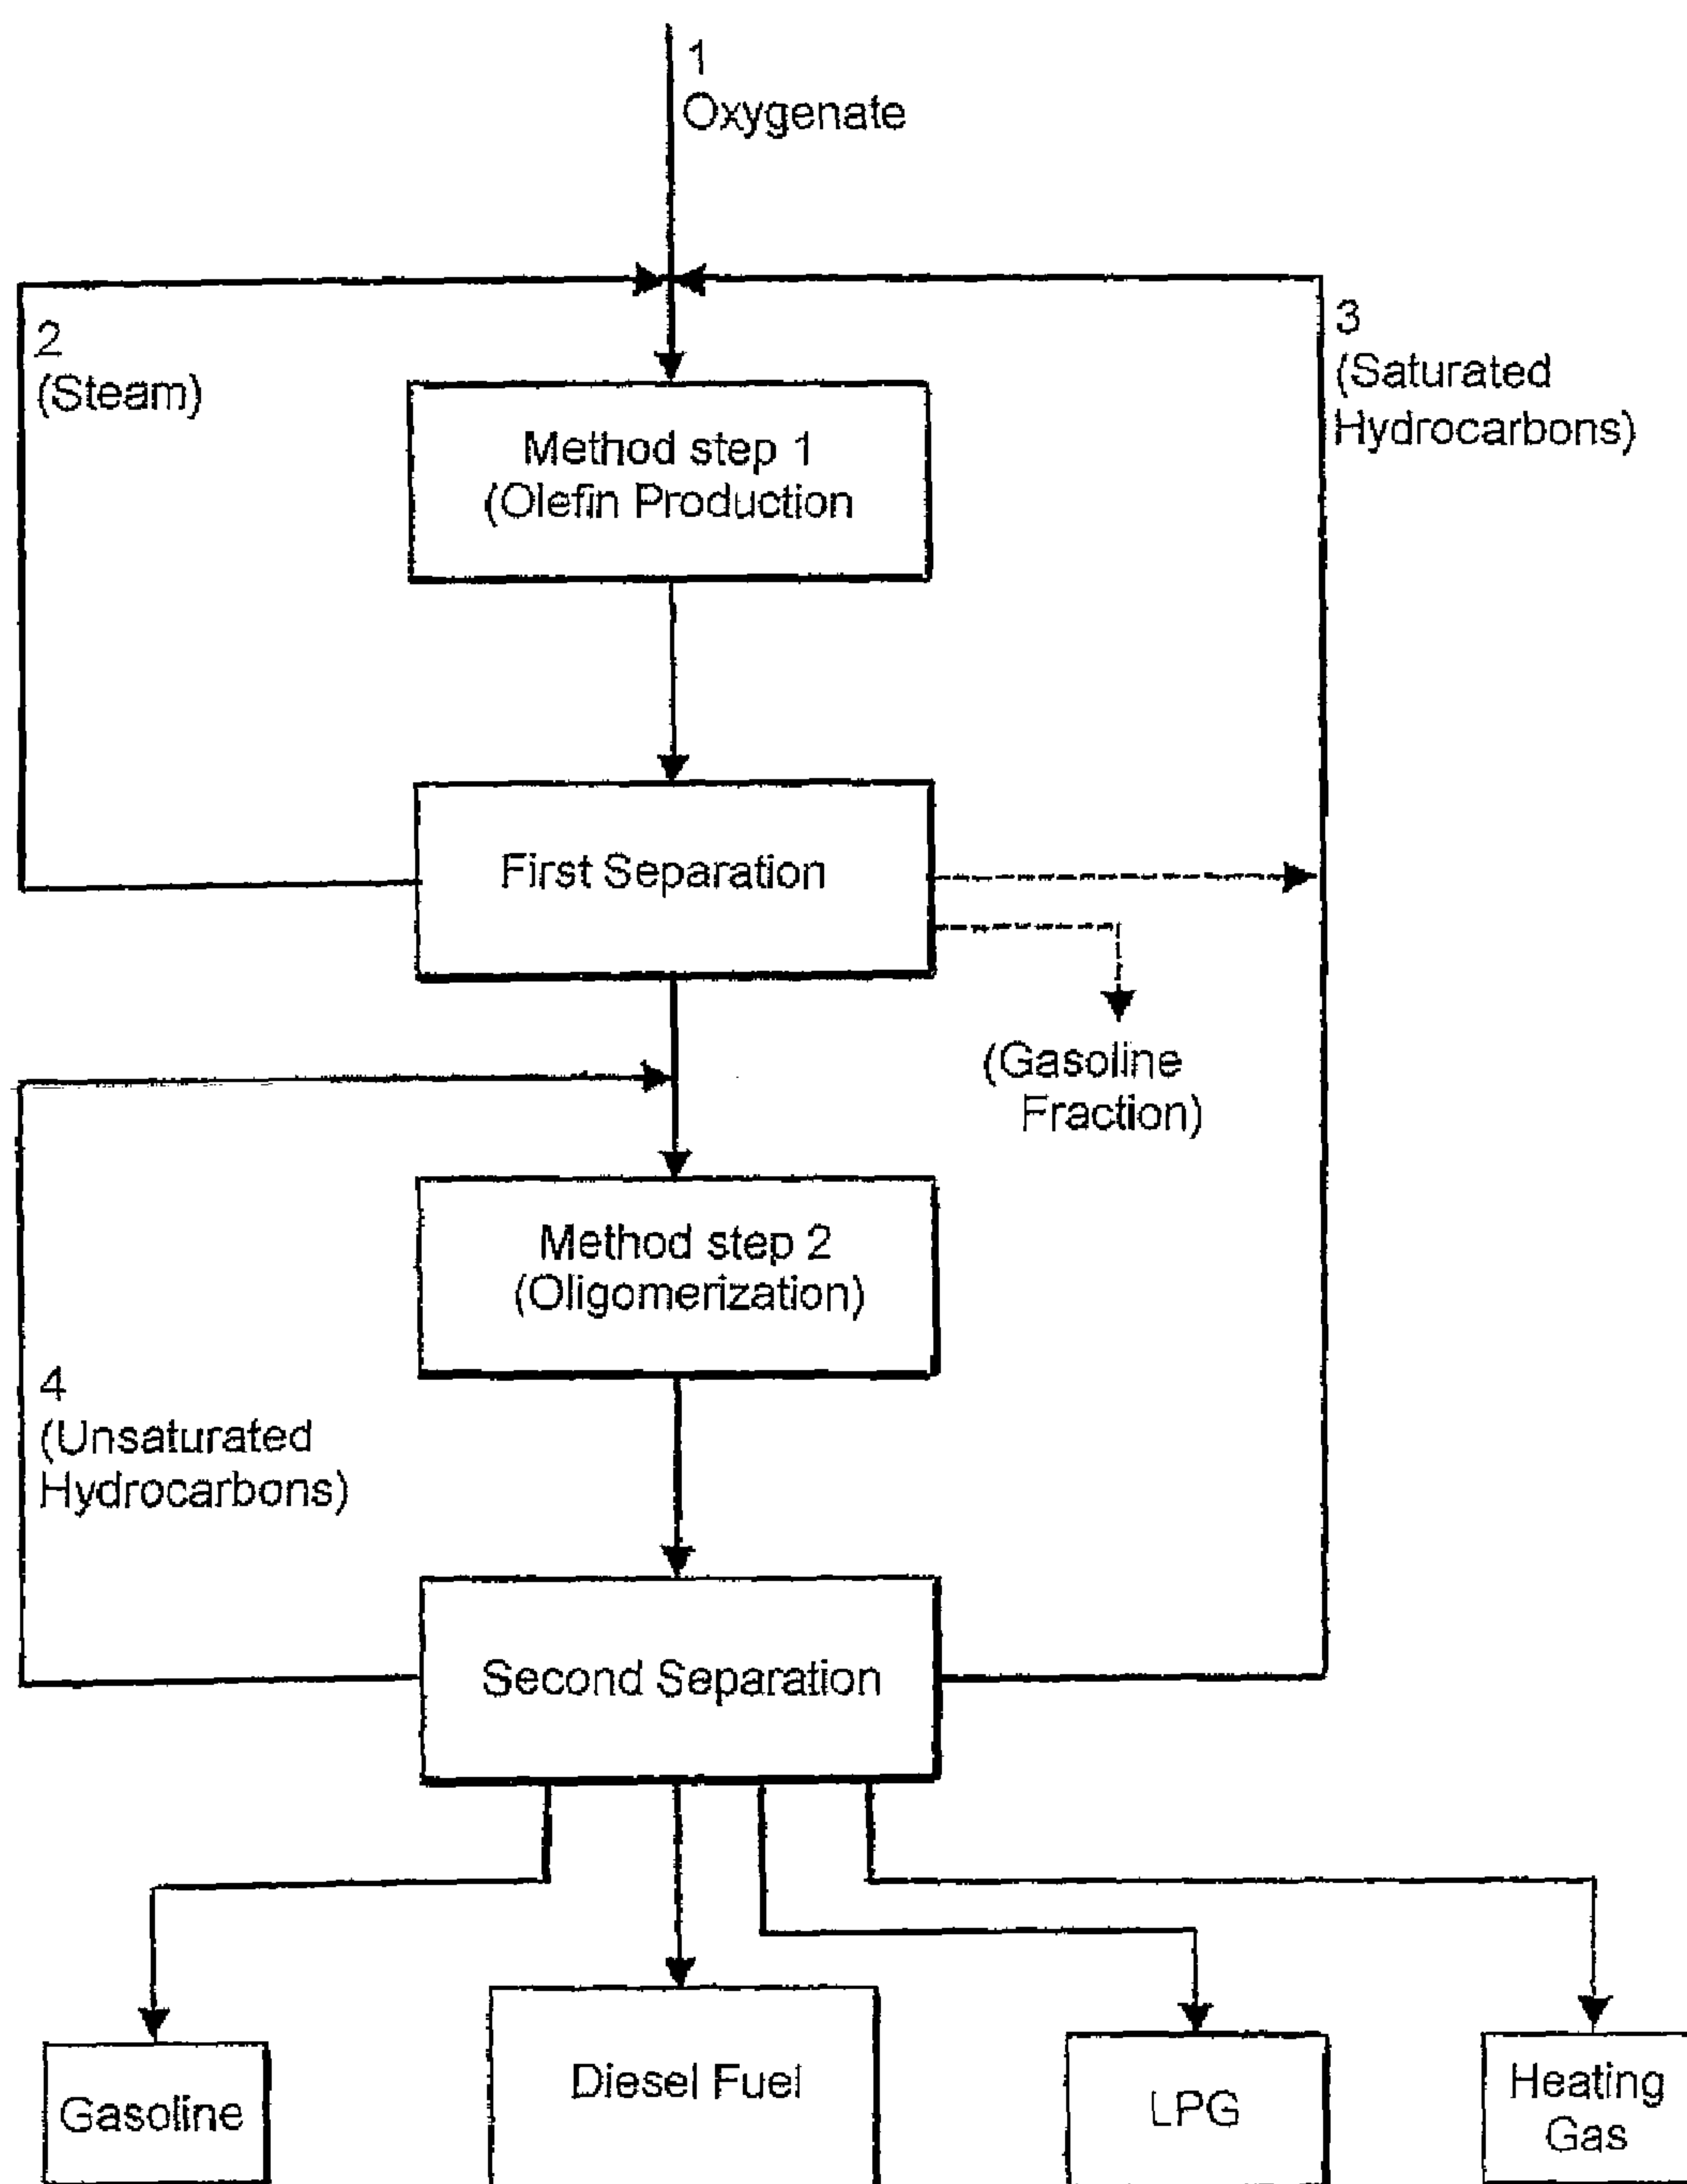 1
Oxygenate
2
(Steam)
3
(Saturated
Hydrocarbons)
Method step 1
(Olefin Production
First Separation
(Gasoline
Fraction)
Method step 2
(Oligomerization)
4
(Unsaturated
Hydrocarbons)
Second Separation
Gasoline
Diesel Fuel
LPG
Heating
Gas